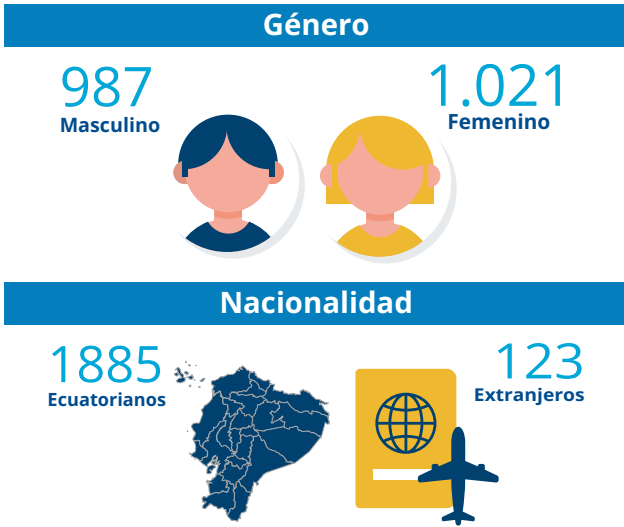 Género
987
Masculino
1.021
Femenino
Nacionalidad
1885
Ecuatorianos
123
Extranjeros